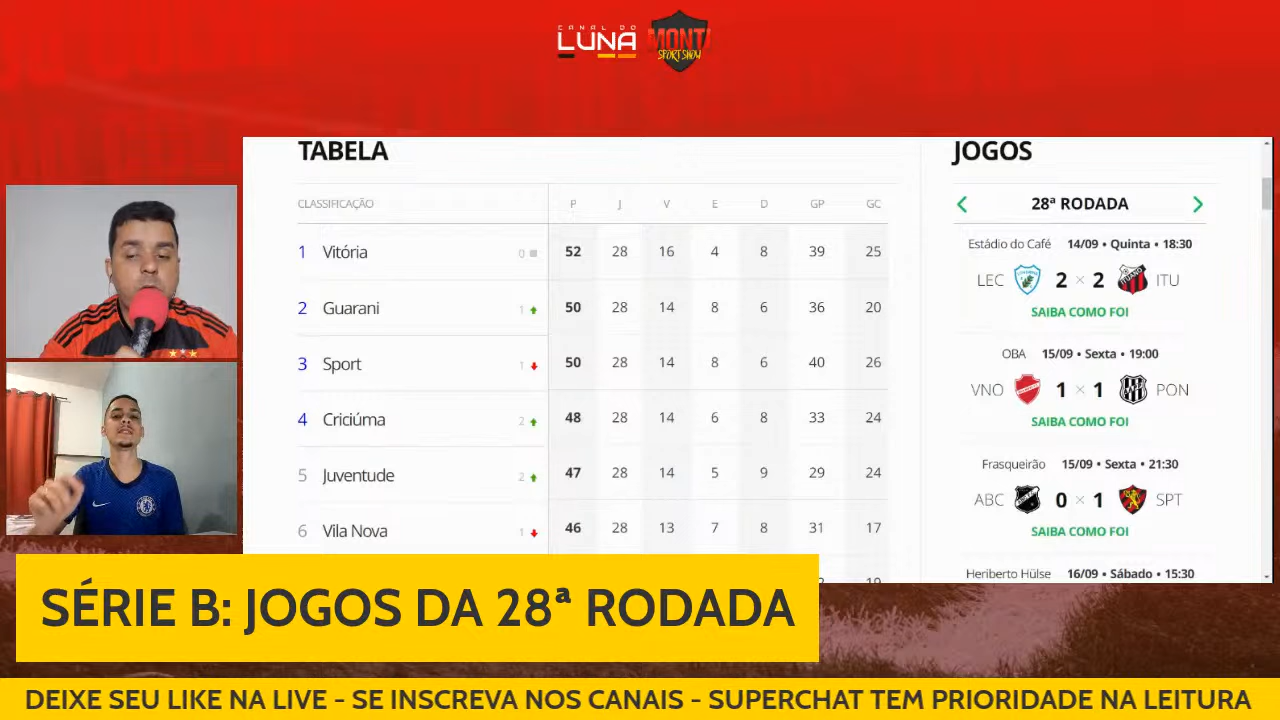 CANAL DO
LUNA
MONT
SPORT SHOW
TABELA
CLASSIFICAÇÃO P J V E D GP GC
1 Vitória 0 52 28 16 4 8 39 25
2 Guarani 1 50 28 14 8 6 36 20
3 Sport 1 50 28 14 8 6 40 26
4 Criciúma 2 48 28 14 6 8 33 24
5 Juventude 2 47 28 14 5 9 29 24
6 Vila Nova 1 46 28 13 7 8 31 17
JOGOS
28ª RODADA
Estádio do Café 14/09 • Quinta • 18:30
LEC 2 × 2 ITU
SAIBA COMO FOI
OBA 15/09 • Sexta • 19:00
VNO 1 × 1 PON
SAIBA COMO FOI
Frasqueirão 15/09 • Sexta • 21:30
ABC 0 × 1 SPT
SAIBA COMO FOI
Heriberto Hülse 16/09 • Sábado • 15:30
SÉRIE B: JOGOS DA 28ª RODADA
DEIXE SEU LIKE NA LIVE - SE INSCREVA NOS CANAIS - SUPERCHAT TEM PRIORIDADE NA LEITURA